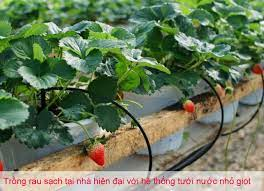 Trồng rau sạch tại nhà hiện đại với hệ thống tưới nước nhỏ giọt